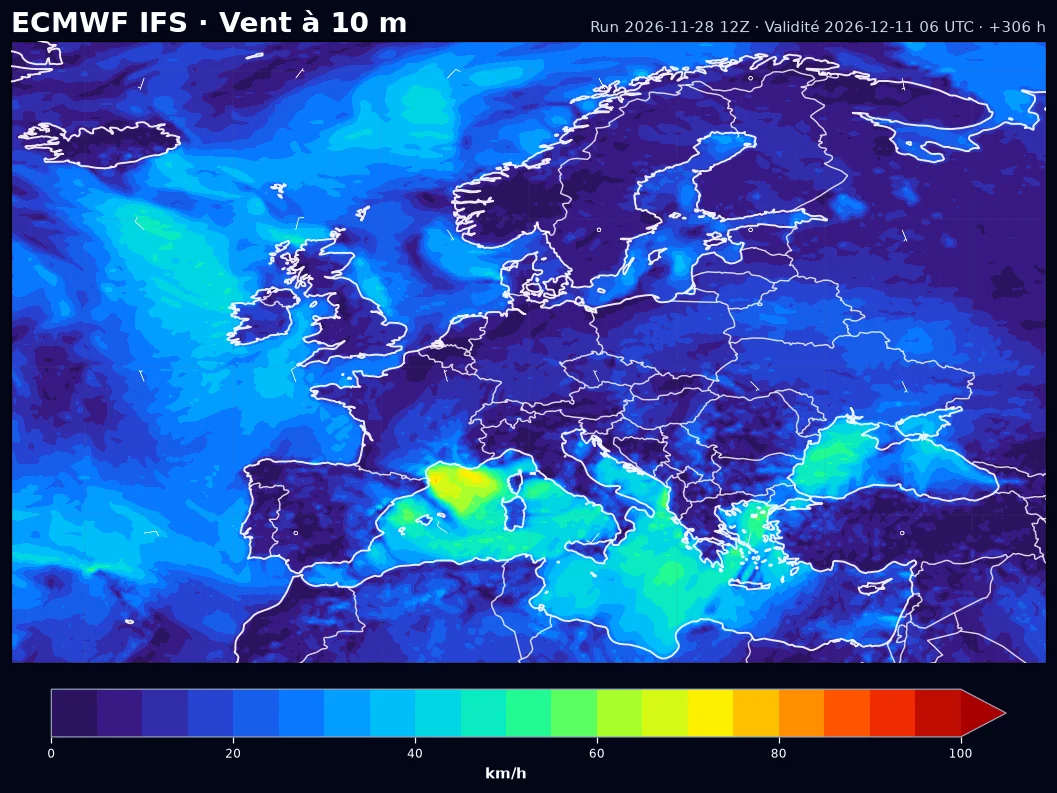 ECMWF IFS · Vent à 10 m
Run 2026-11-28 12Z · Validité 2026-12-11 06 UTC · +306 h
0 20 40 60 80 100
km/h